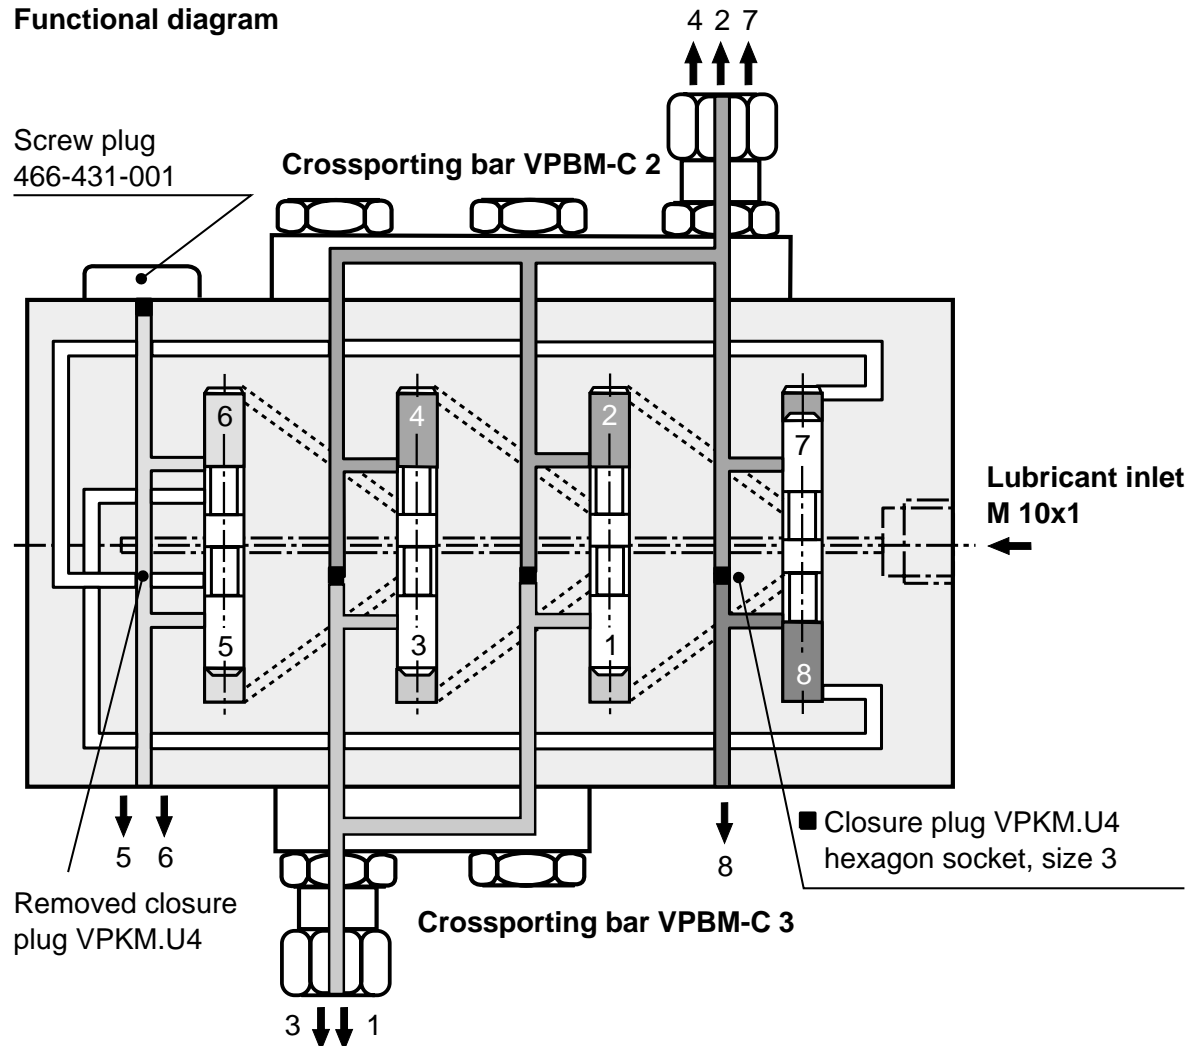 Functional diagram
4 2 7
Screw plug
466-431-001
Crossporting bar VPBM-C 2
6
4
2
7
Lubricant inlet
M 10x1
5
3
1
8
5 6
8
■ Closure plug VPKM.U4
hexagon socket, size 3
Removed closure
plug VPKM.U4
Crossporting bar VPBM-C 3
3 1